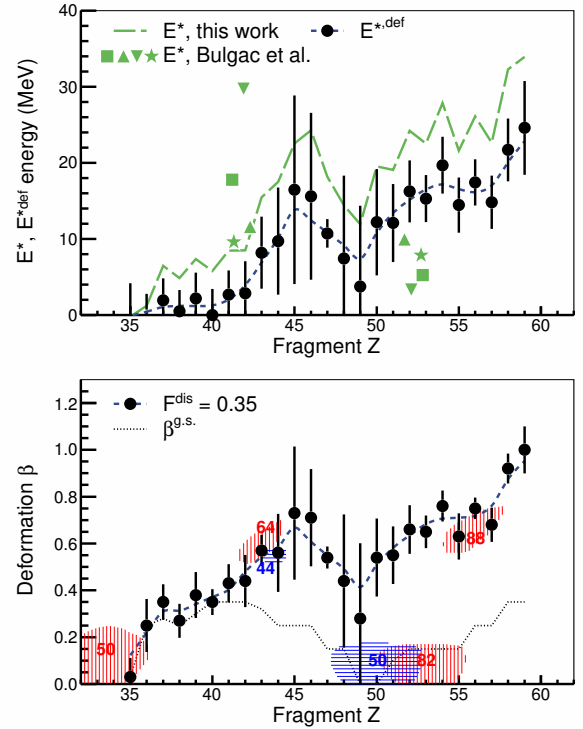 E*, this work E*,def
E*, Bulgac et al.
E*, E*def energy (MeV)
40
30
20
10
0
35 40 45 50 55 60
Fragment Z
Fdis = 0.35
βg.s.
Deformation β
1.2
1.0
0.8
0.6
0.4
0.2
0.0
64
44
88
50
50
82
35 40 45 50 55 60
Fragment Z